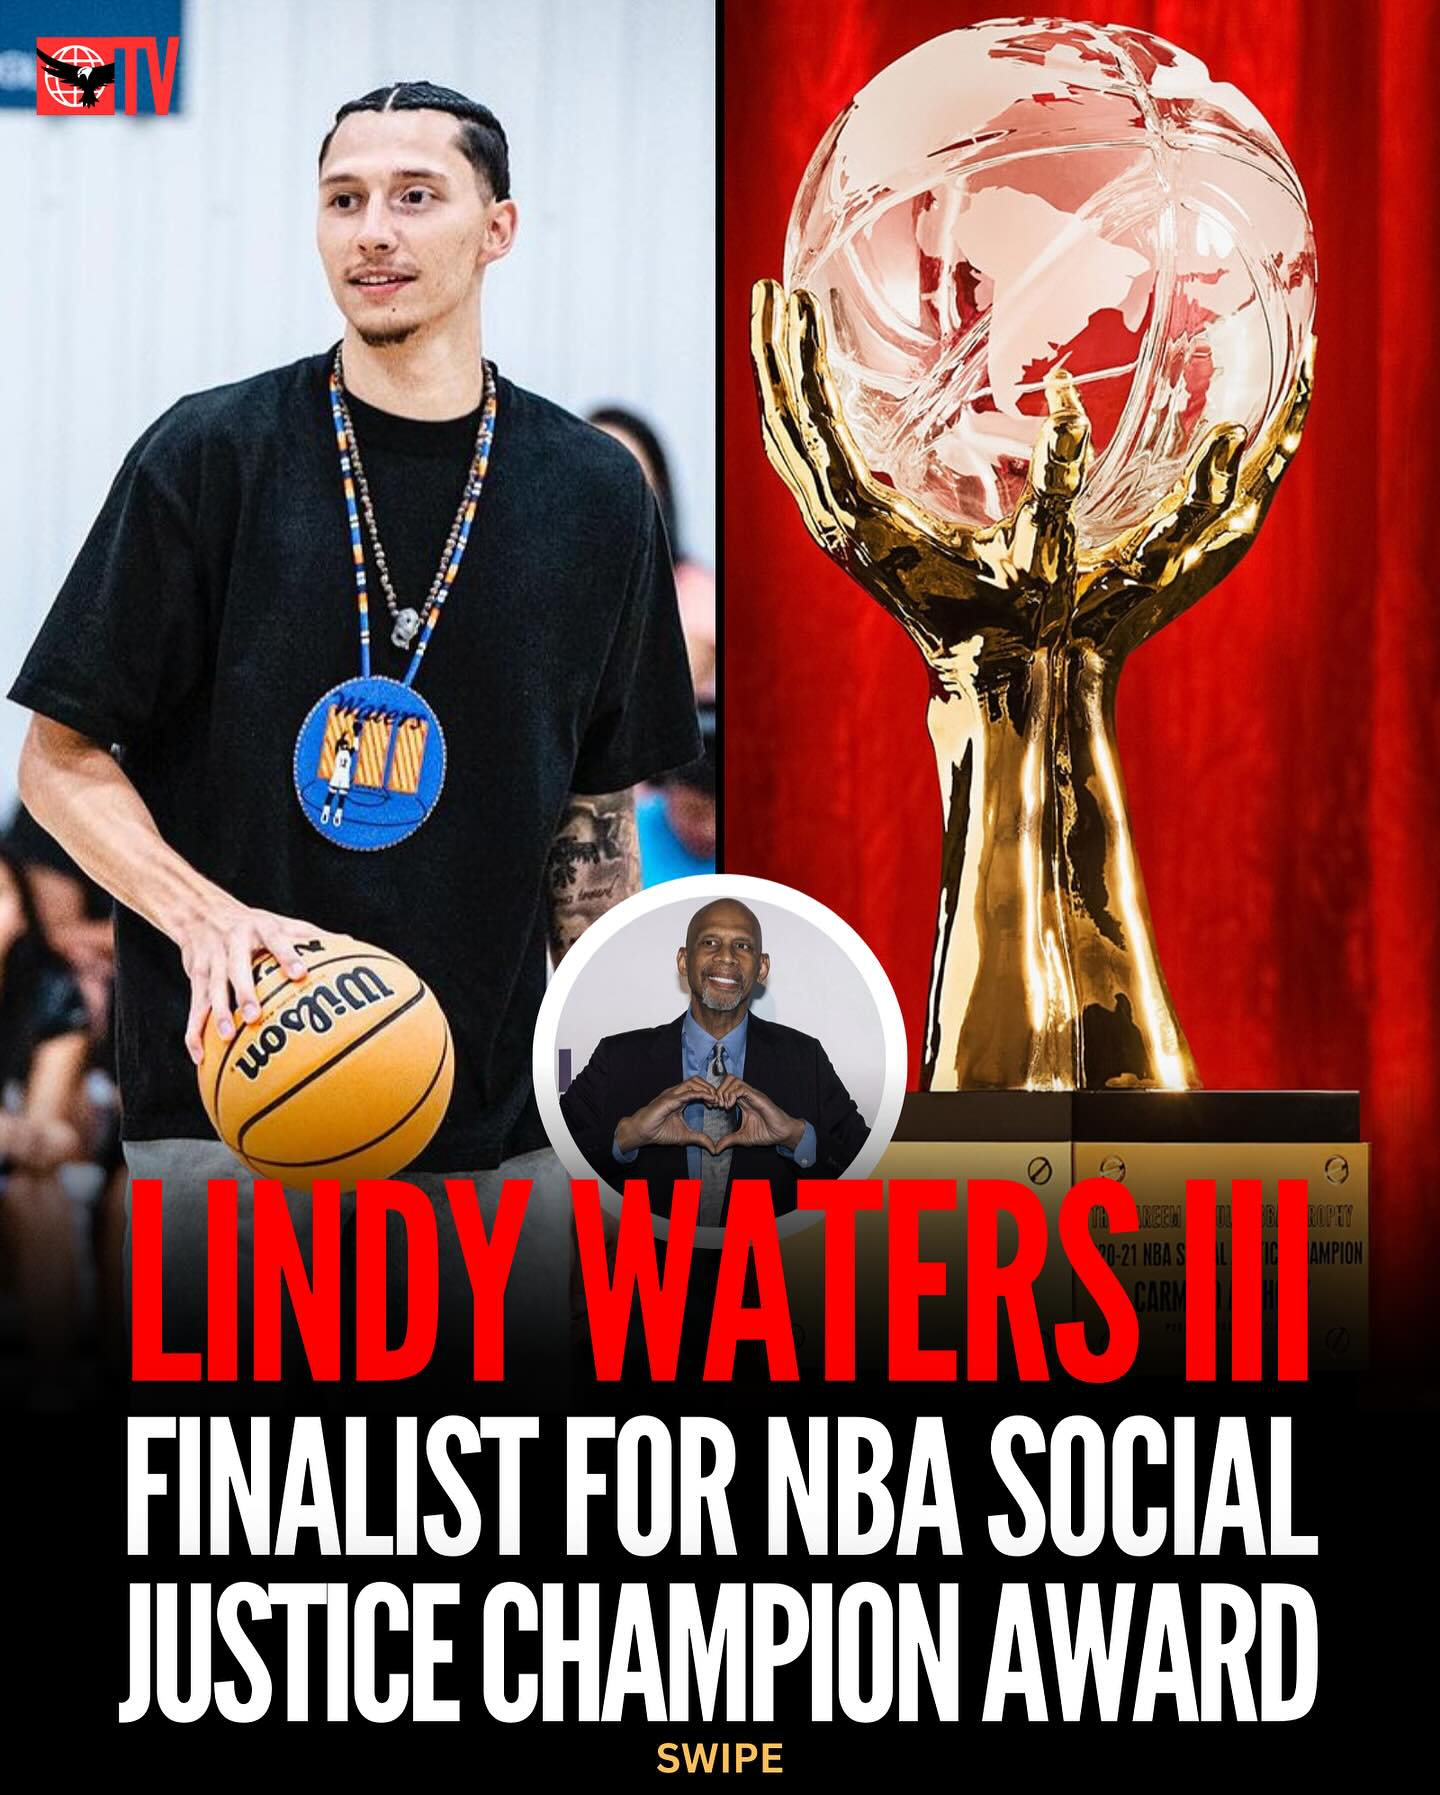 TV
Waters
Wilson
LINDY WATERS III
FINALIST FOR NBA SOCIAL
JUSTICE CHAMPION AWARD
SWIPE